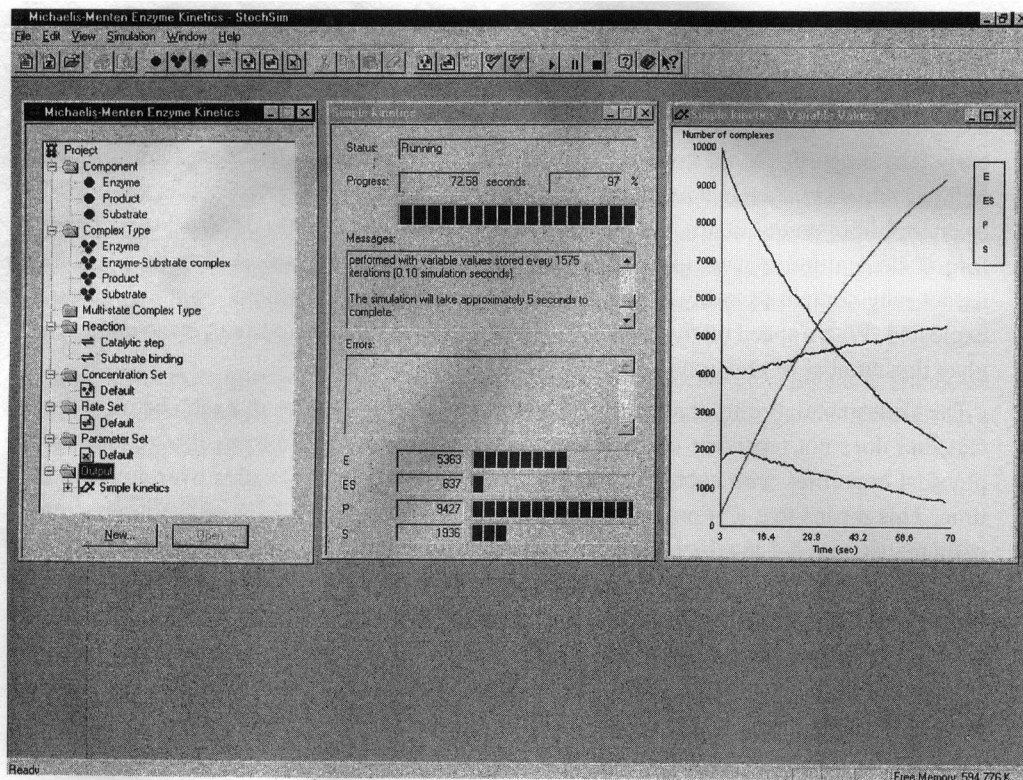 Michaelis-Menten Enzyme Kinetics - StochSim
File Edit View Simulation Window Help
Michaelis-Menten Enzyme Kinetics
Project
Component
Enzyme
Product
Substrate
Complex Type
Enzyme
Enzyme-Substrate complex
Product
Substrate
Multi-state Complex Type
Reaction
Catalytic step
Substrate binding
Concentration Set
Default
Rate Set
Default
Parameter Set
Default
Output
Simple kinetics
New... Open
Simple kinetics
Status: Running
Progress: 72.58 seconds 97 %
Messages:
performed with variable values stored every 1575
iterations (0.10 simulation seconds).
The simulation will take approximately 5 seconds to
complete.
Errors:
E 5363
ES 637
P 9427
S 1936
Simple kinetics - Variable Values
Number of complexes
10000
9000
8000
7000
6000
5000
4000
3000
2000
1000
0
3 16.4 29.8 43.2 56.6 70
Time (sec)
E
ES
P
S
Ready
Free Memory: 594,776 K